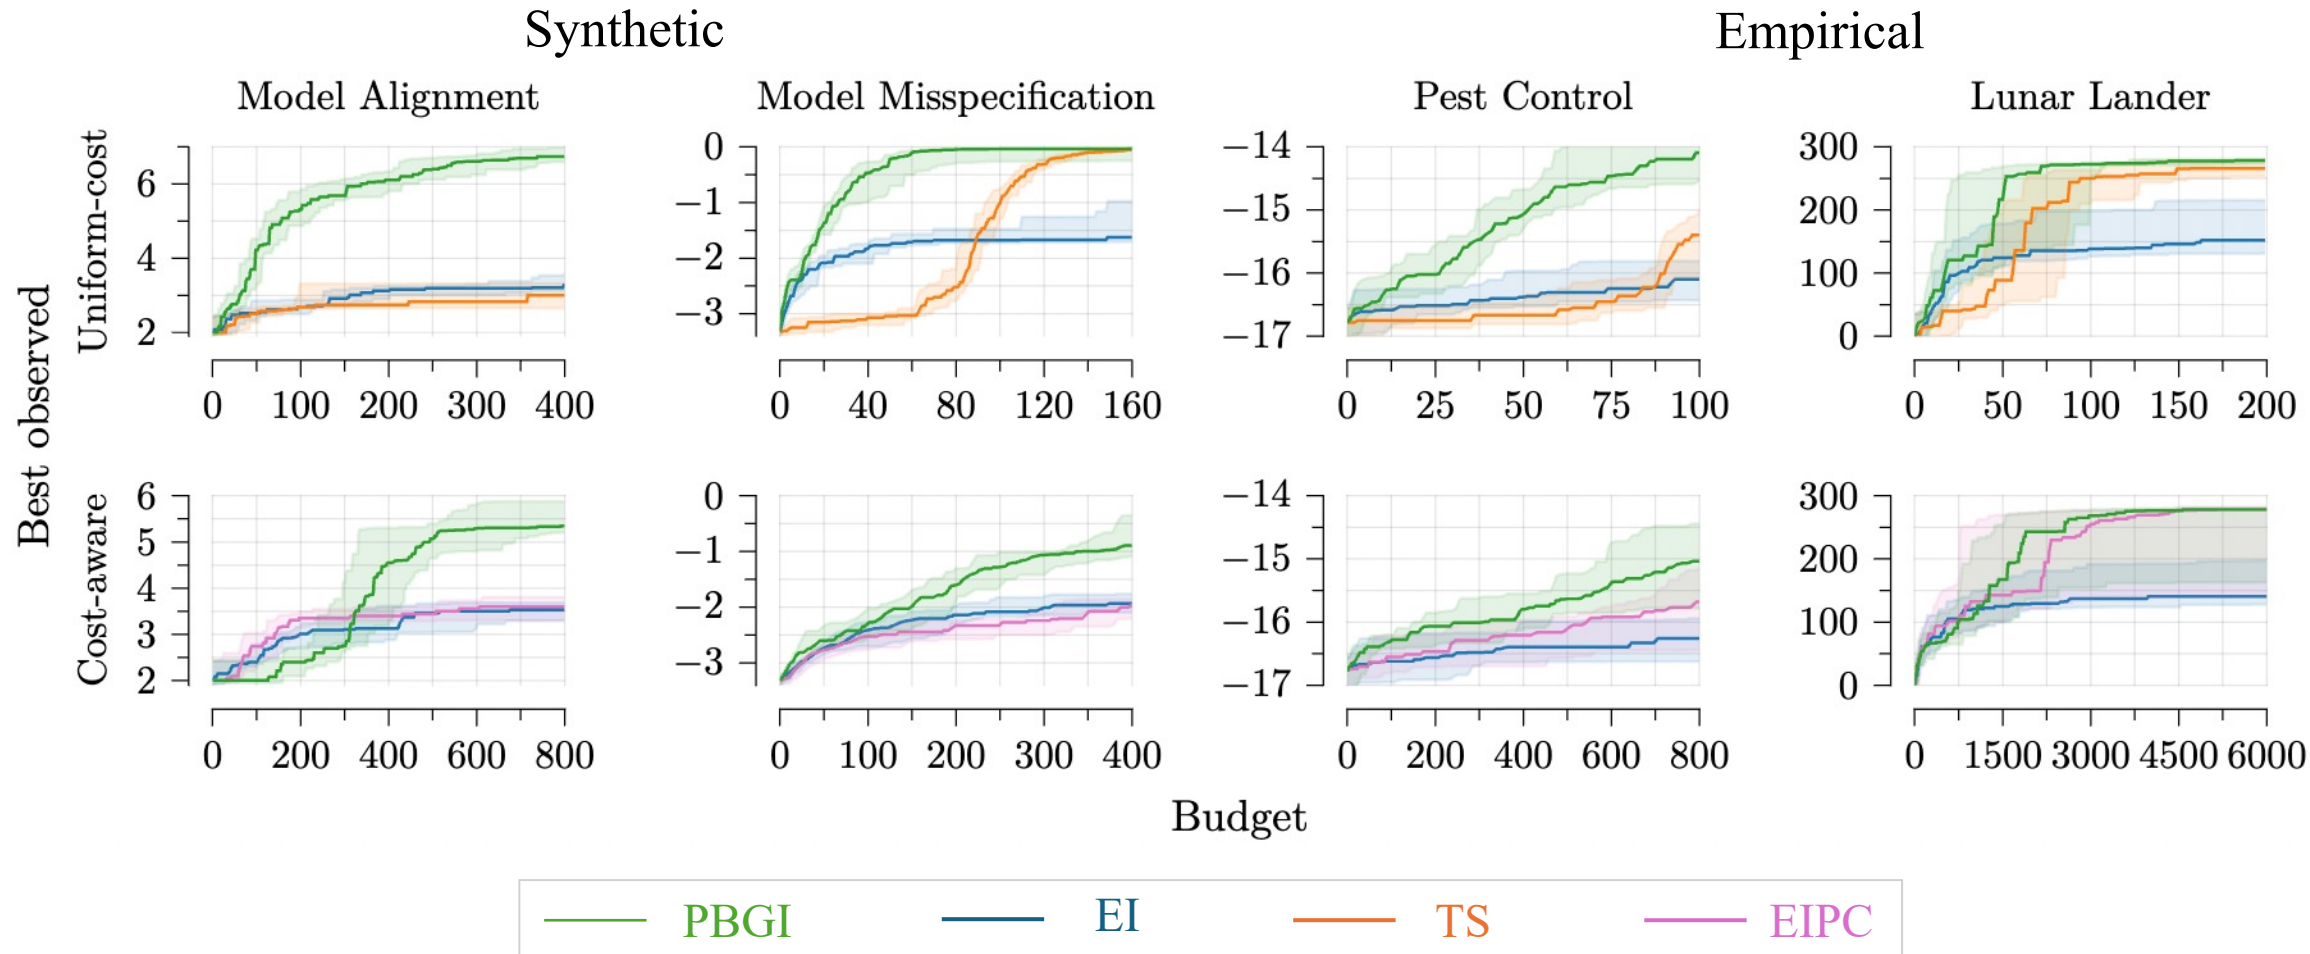 Synthetic Empirical
Model Alignment Model Misspecification Pest Control Lunar Lander
Best observed
Uniform-cost
6
4
2
0 100 200 300 400
0
−1
−2
−3
0 40 80 120 160
−14
−15
−16
−17
0 25 50 75 100
300
200
100
0
0 50 100 150 200
Cost-aware
6
5
4
3
2
0 200 400 600 800
0
−1
−2
−3
0 100 200 300 400
−14
−15
−16
−17
0 200 400 600 800
300
200
100
0
0 1500 3000 4500 6000
Budget
PBGI EI TS EIPC